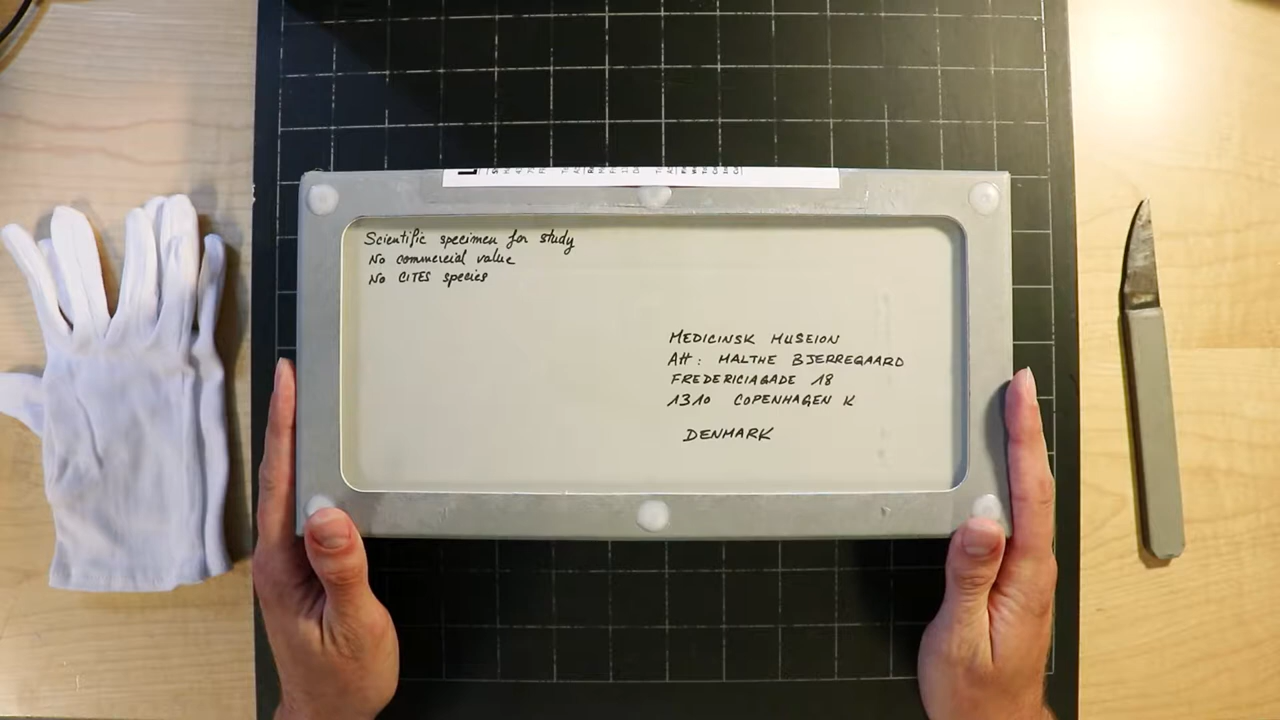 Scientific specimen for study
No commercial value
No CITES species
MEDICINSK MUSEION
Att: MALTHE BJERREGAARD
FREDERICIAGADE 18
1310 COPENHAGEN K
DENMARK